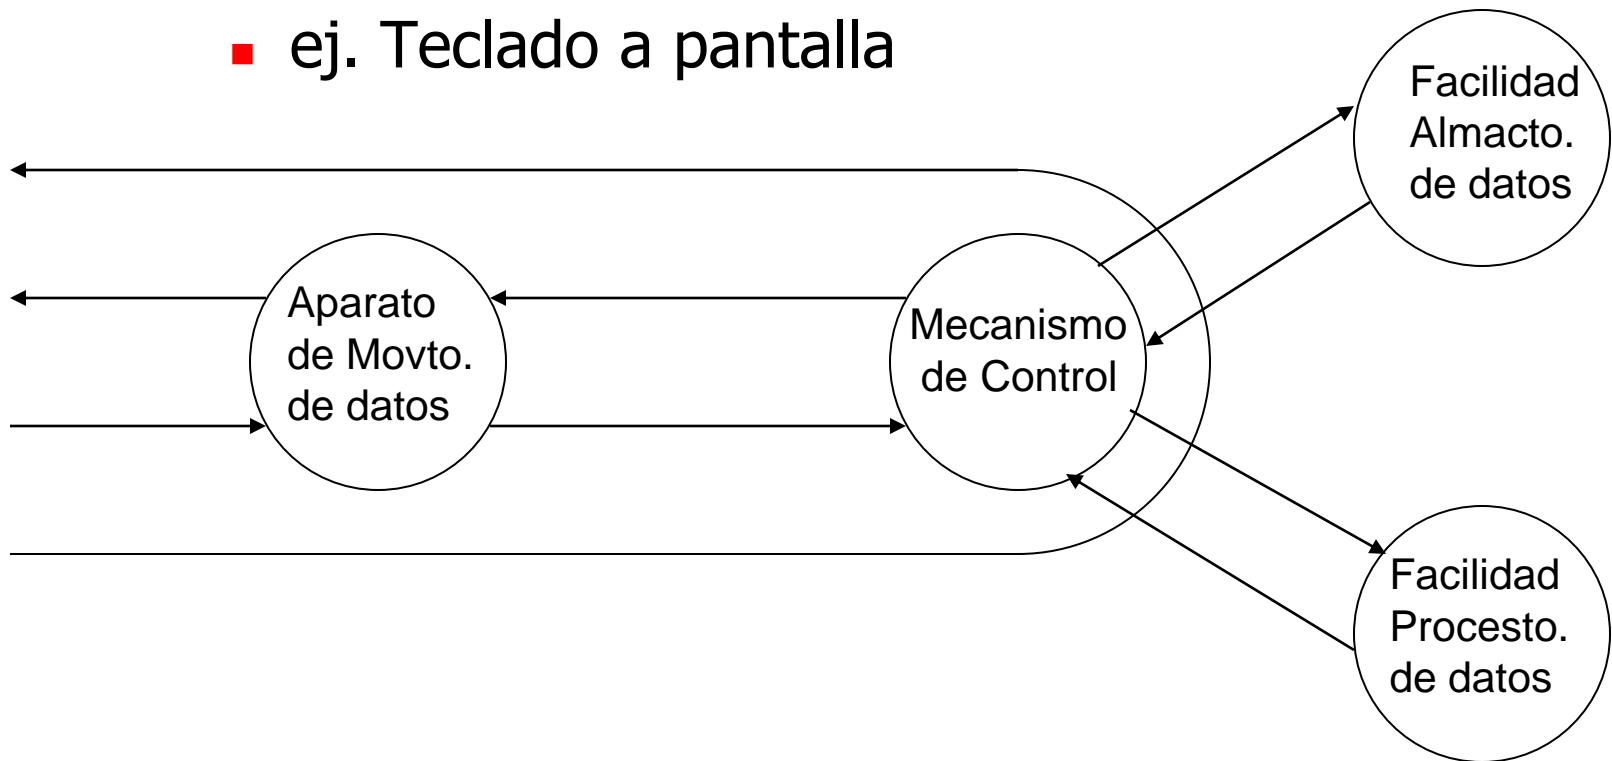 ej. Teclado a pantalla
Facilidad
Almacto.
de datos
Aparato
de Movto.
de datos
Mecanismo
de Control
Facilidad
Procesto.
de datos